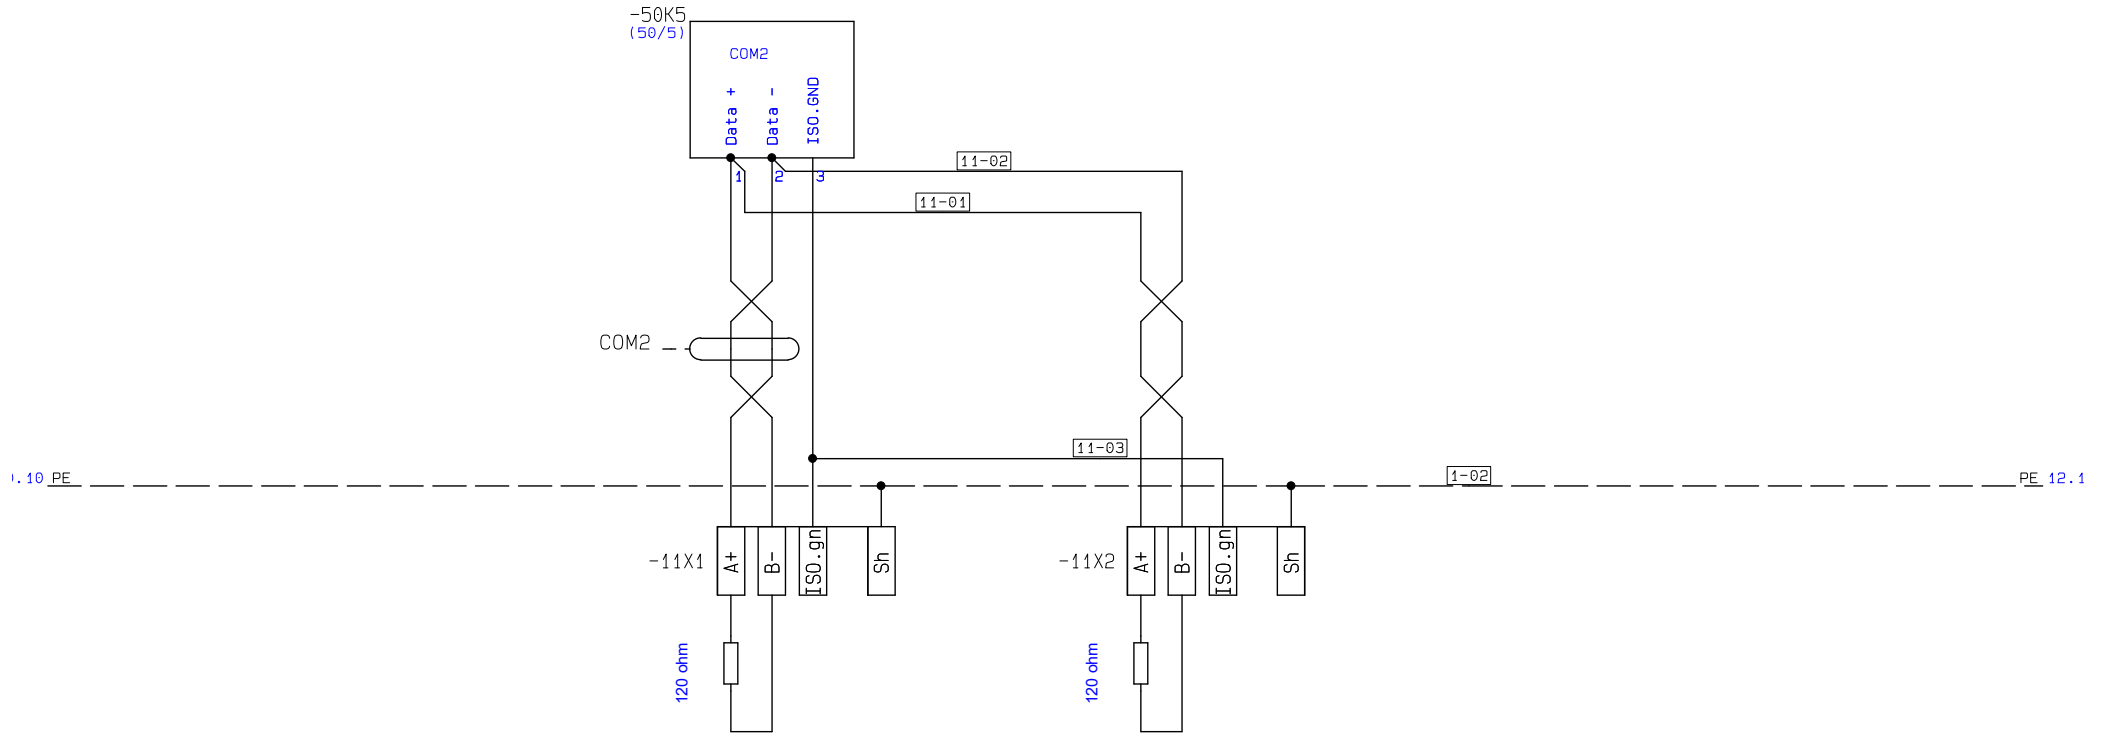 -50K5
(50/5)
COM2
Data +
Data -
ISO.GND
1
2
3
11-02
11-01
COM2
11-03
.10 PE
1-02
PE 12.1
-11X1
A+
B-
ISO.gn
Sh
-11X2
A+
B-
ISO.gn
Sh
120 ohm
120 ohm